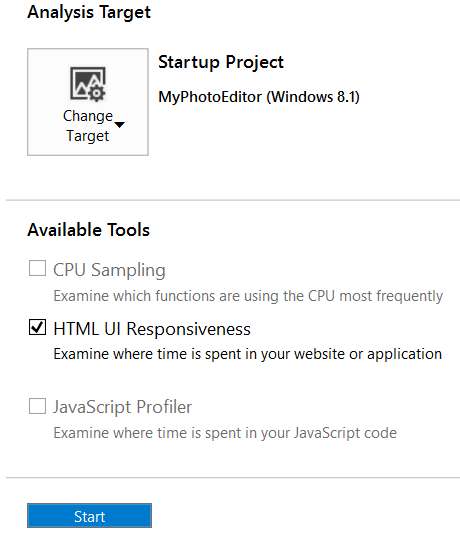 Analysis Target
Startup Project
MyPhotoEditor (Windows 8.1)
Change
Target
Available Tools
CPU Sampling
Examine which functions are using the CPU most frequently
HTML UI Responsiveness
Examine where time is spent in your website or application
JavaScript Profiler
Examine where time is spent in your JavaScript code
Start